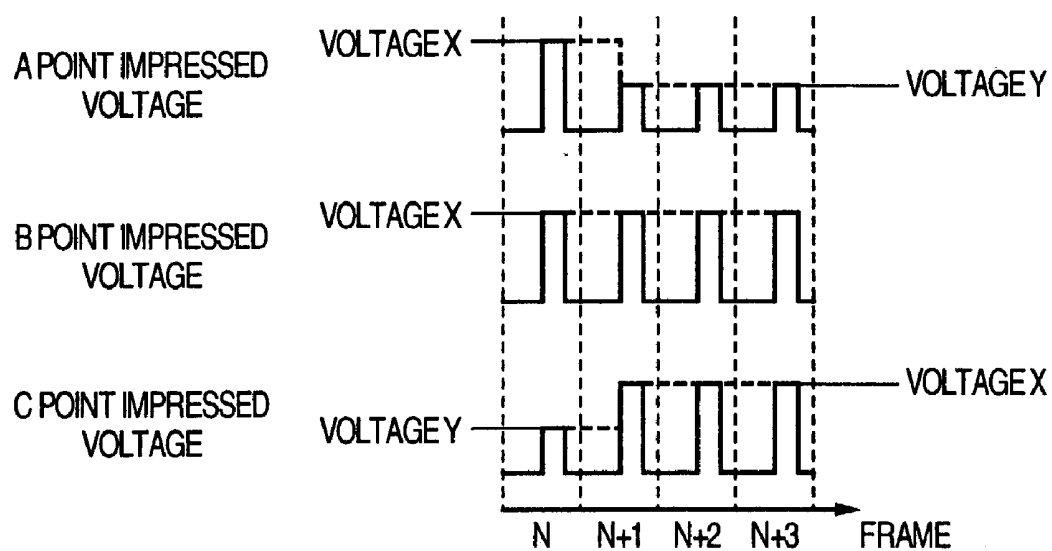 A POINT IMPRESSED
VOLTAGE
VOLTAGE X
VOLTAGE Y
B POINT IMPRESSED
VOLTAGE
VOLTAGE X
C POINT IMPRESSED
VOLTAGE
VOLTAGE Y
VOLTAGE X
N N+1 N+2 N+3 FRAME